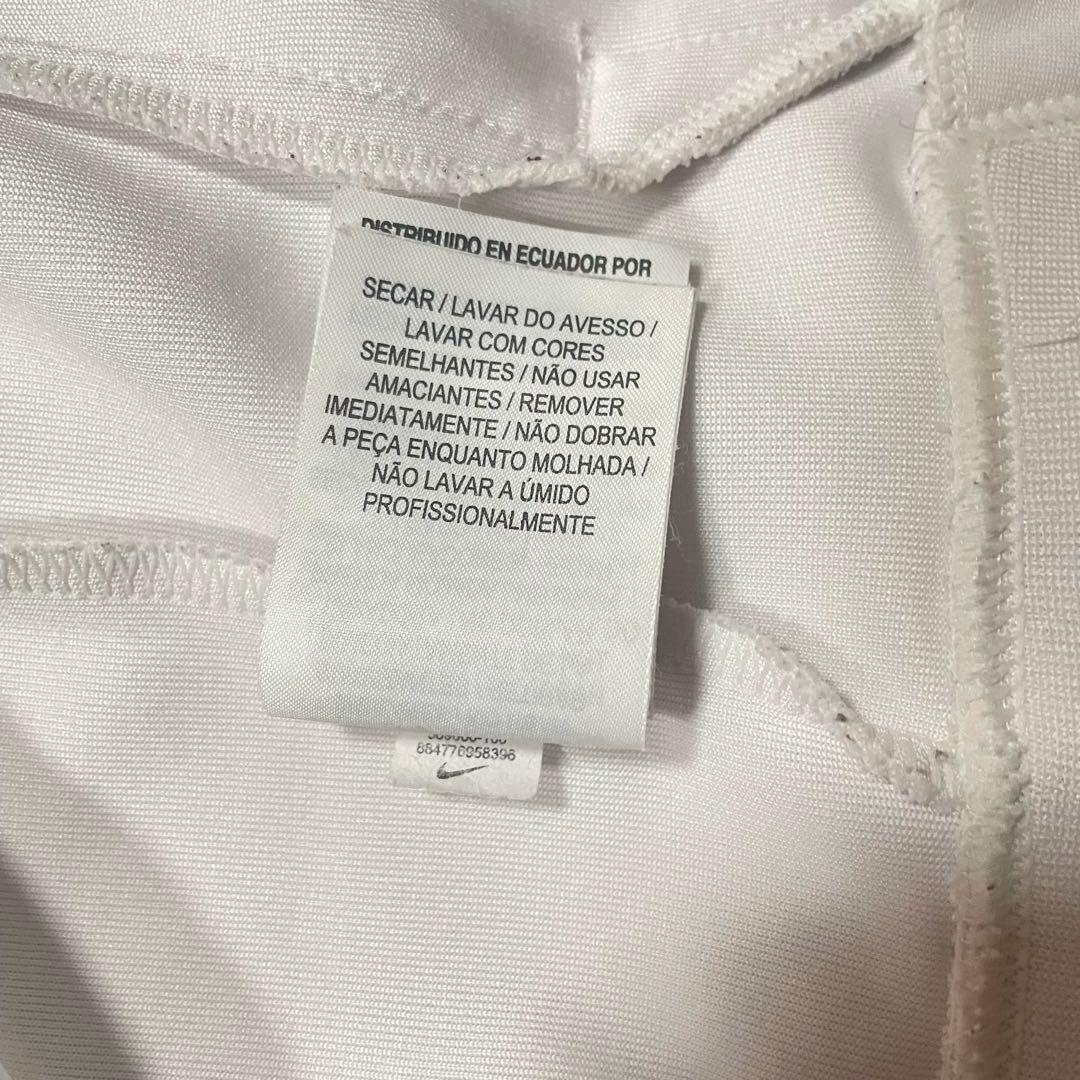 DISTRIBUIDO EN ECUADOR POR
SECAR / LAVAR DO AVESSO /
LAVAR COM CORES
SEMELHANTES / NÃO USAR
AMACIANTES / REMOVER
IMEDIATAMENTE / NÃO DOBRAR
A PEÇA ENQUANTO MOLHADA /
NÃO LAVAR A ÚMIDO
PROFISSIONALMENTE
884776958396